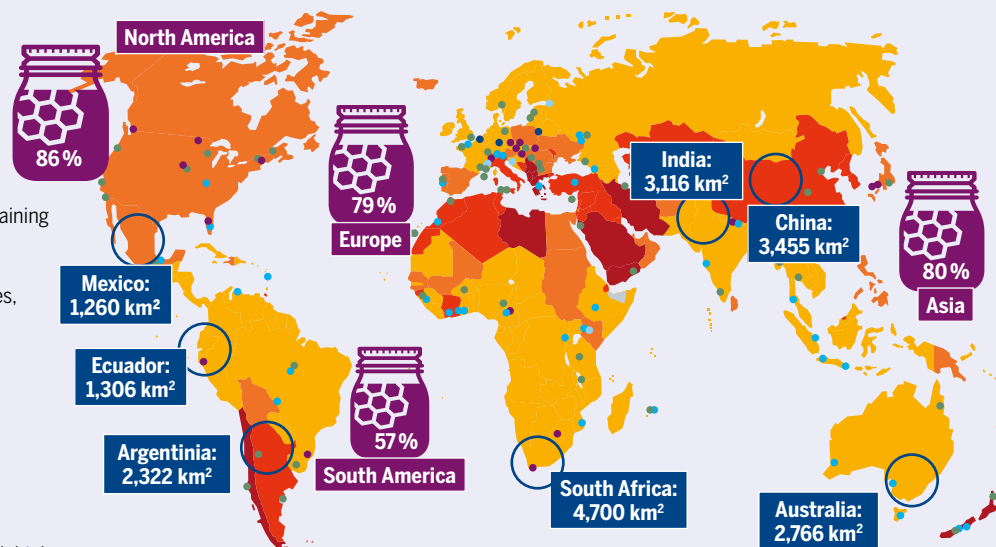 North America
86 %
aining
es,
79 %
Europe
India:
3,116 km²
China:
3,455 km²
80 %
Asia
Mexico:
1,260 km²
Ecuador:
1,306 km²
57 %
South America
Argentinia:
2,322 km²
South Africa:
4,700 km²
Australia:
2,766 km²